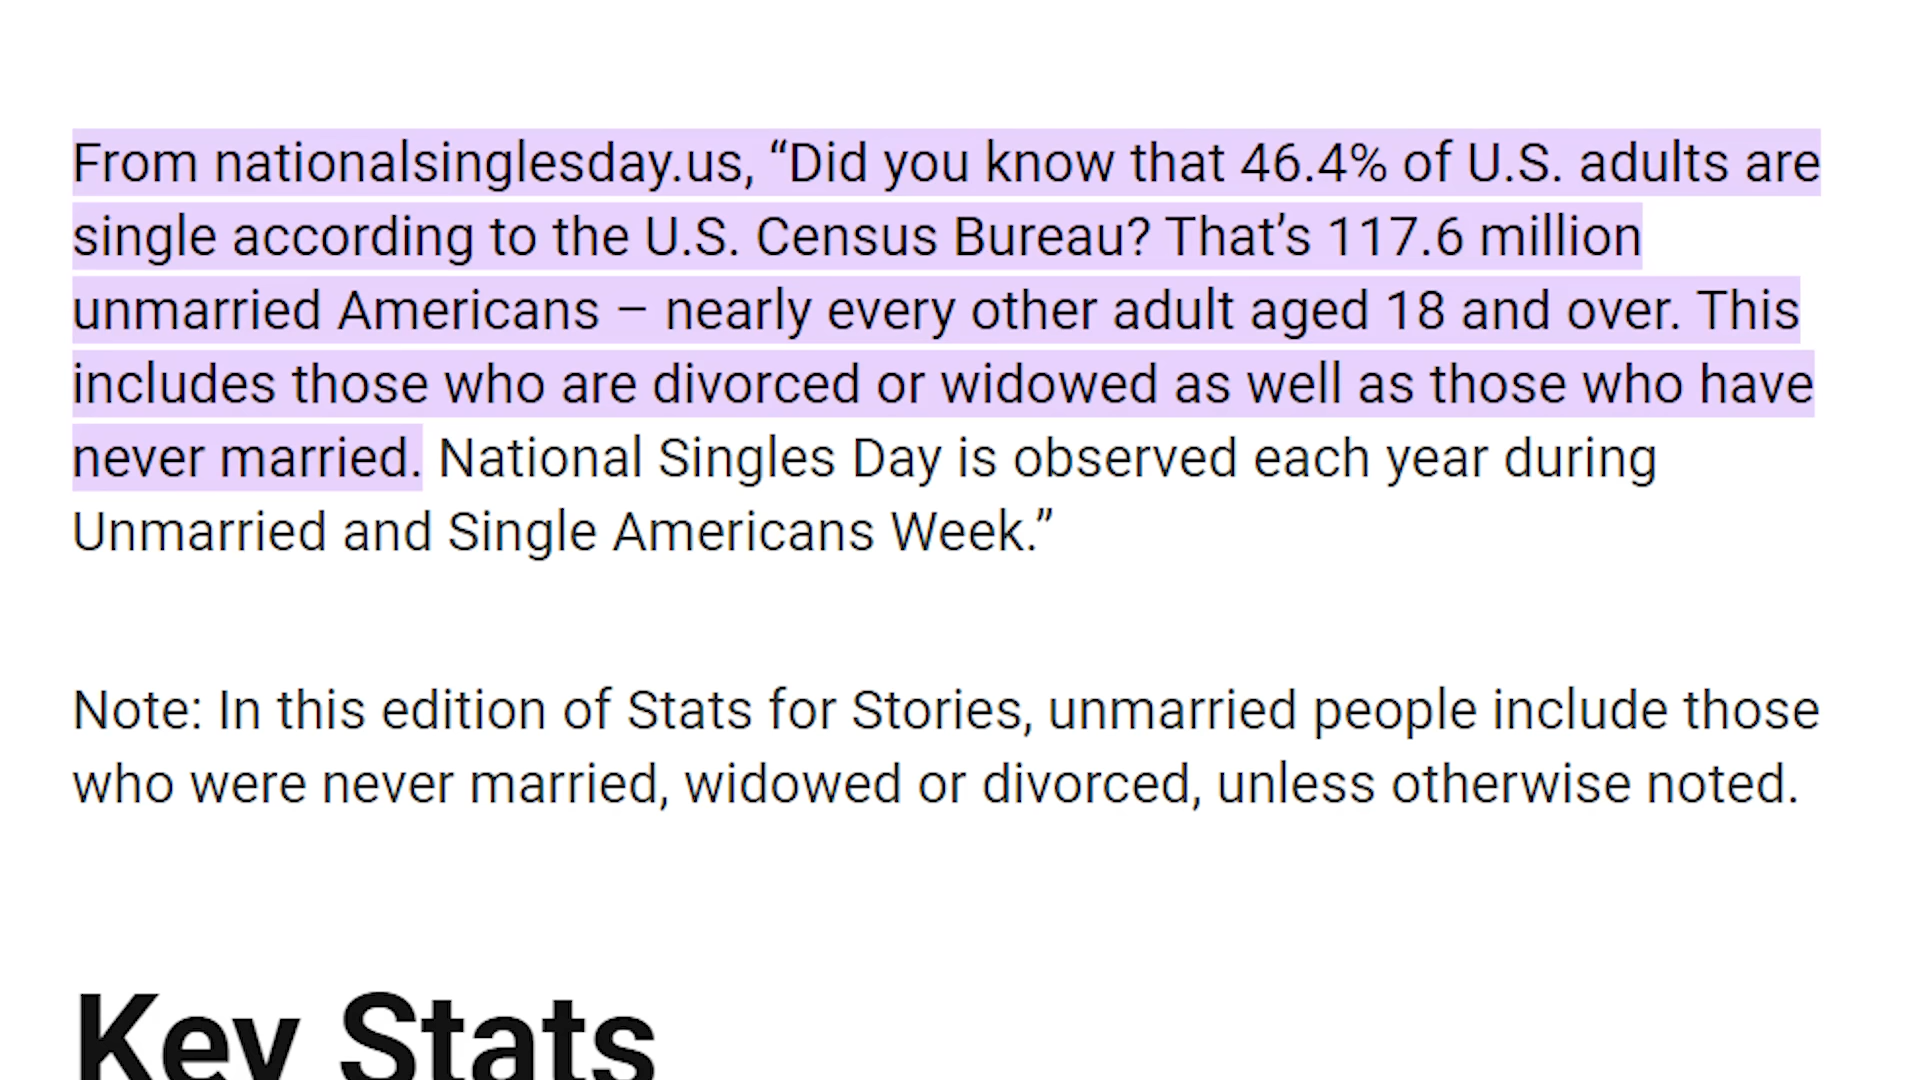 From nationalsinglesday.us, “Did you know that 46.4% of U.S. adults are
single according to the U.S. Census Bureau? That’s 117.6 million
unmarried Americans – nearly every other adult aged 18 and over. This
includes those who are divorced or widowed as well as those who have
never married. National Singles Day is observed each year during
Unmarried and Single Americans Week.”
Note: In this edition of Stats for Stories, unmarried people include those
who were never married, widowed or divorced, unless otherwise noted.
Key Stats